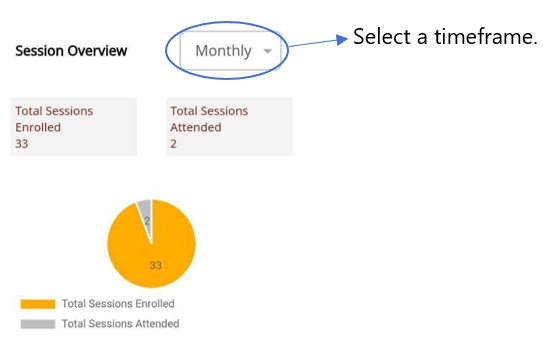 Session Overview
Monthly
Select a timeframe.
Total Sessions
Enrolled
33
Total Sessions
Attended
2
2
33
Total Sessions Enrolled
Total Sessions Attended